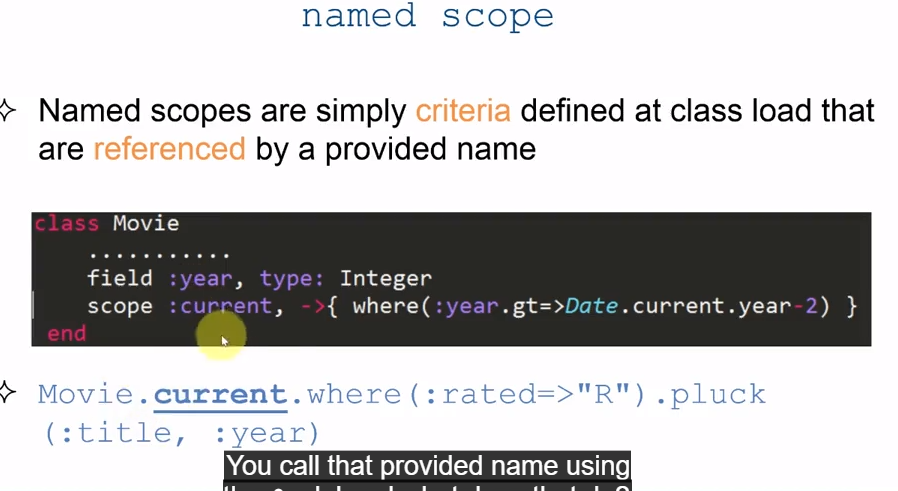 named scope
Named scopes are simply criteria defined at class load that
are referenced by a provided name
class Movie
...........
field :year, type: Integer
scope :current, ->{ where(:year.gt=>Date.current.year-2) }
end
Movie.current.where(:rated=>"R").pluck
(:title, :year)
You call that provided name using